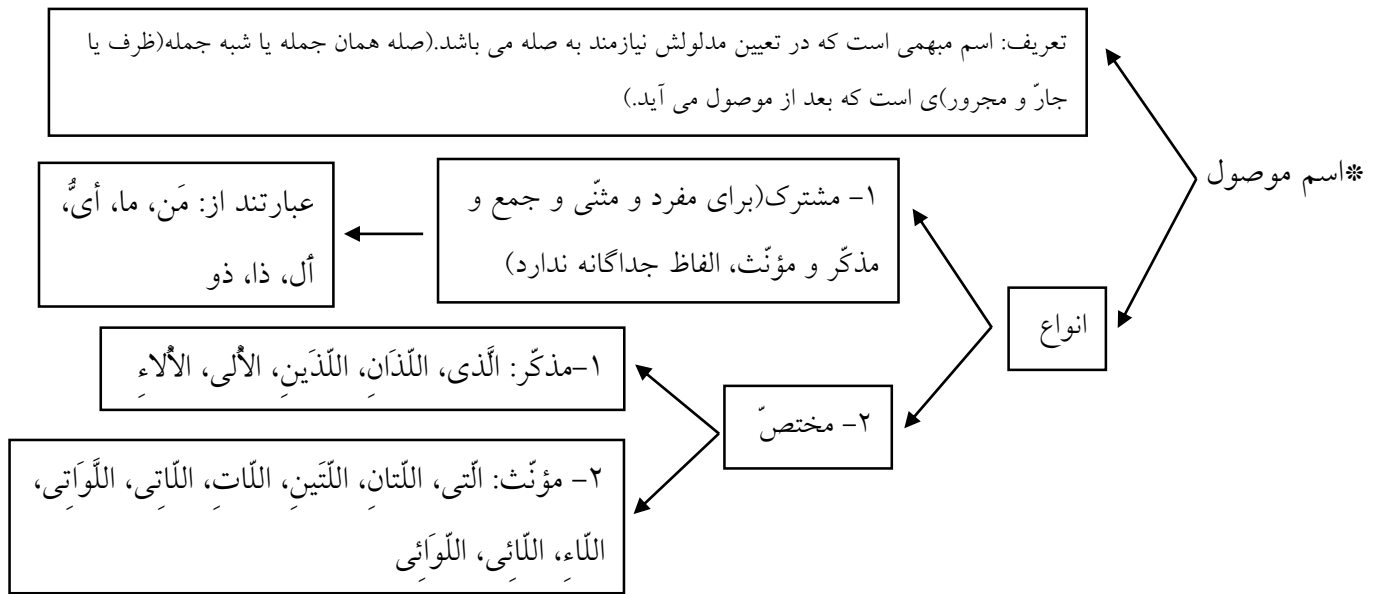 تعریف: اسم مبهمی است که در تعیین مدلولش نیازمند به صله می باشد.(صله همان جمله یا شبه جمله(ظرف یا
جارّ و مجرور)ی است که بعد از موصول می آید.)
*اسم موصول
۱- مشترک(برای مفرد و مثنّی و جمع و
مذکّر و مؤنّث، الفاظ جداگانه ندارد)
عبارتند از: مَن، ما، أیُّ،
أل، ذا، ذو
انواع
۱-مذکّر: الَّذی، اللّذَانِ، اللّذَینِ، الأُلی، الأُلاءِ
۲- مختصّ
۲- مؤنّث: الّتی، اللّتانِ، اللّتَینِ، اللّاتِ، اللّاتِی، اللَّوَاتِی،
اللّاءِ، اللّائِی، اللّوَائِی